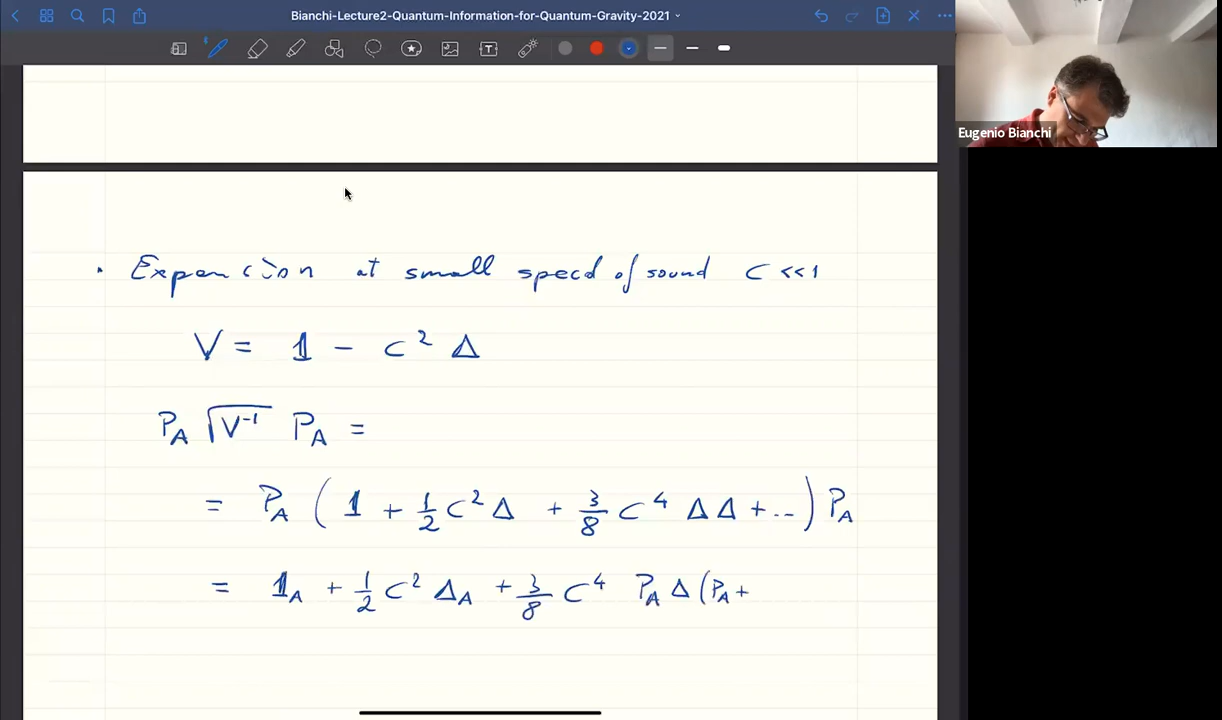 Bianchi-Lecture2-Quantum-Information-for-Quantum-Gravity-2021
Eugenio Bianchi
• Expansion at small speed of sound c << 1
V = 𝟙 - c² Δ
P_A √V⁻¹ P_A =
= P_A ( 𝟙 + 1/2 c² Δ + 3/8 c⁴ Δ Δ + ... ) P_A
= 𝟙_A + 1/2 c² Δ_A + 3/8 c⁴ P_A Δ (P_A +